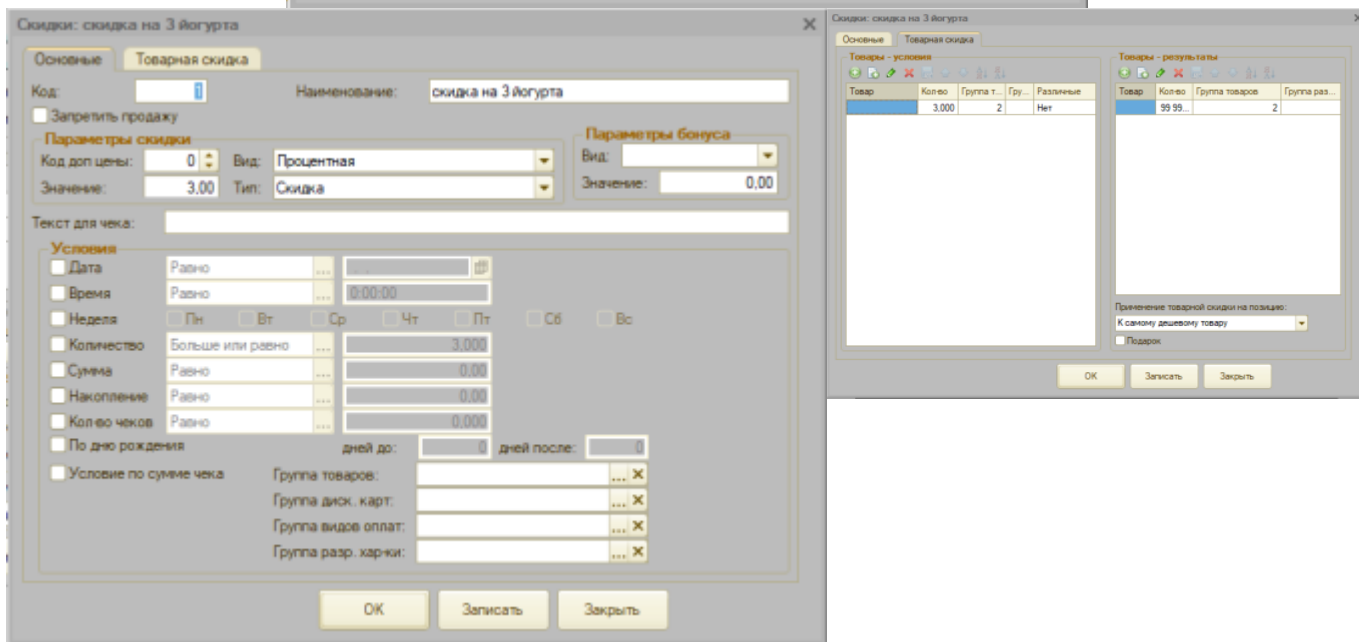 Скидки: скидка на 3 йогурта
Основные Товарная скидка
Код: 1 Наименование: скидка на 3 йогурта
Запретить продажу
Параметры скидки
Код доп цены: 0 Вид: Процентная
Значение: 3,00 Тип: Скидка
Параметры бонуса
Вид:
Значение: 0,00
Текст для чека:
Условия
Дата Равно ... . .
Время Равно ... 0:00:00
Неделя Пн Вт Ср Чт Пт Сб Вс
Количество Больше или равно ... 3,000
Сумма Равно ... 0,00
Накопление Равно ... 0,00
Кол-во чеков Равно ... 0,000
По дню рождения дней до: 0 дней после: 0
Условие по сумме чека Группа товаров: ...
Группа диск. карт: ...
Группа видов оплат: ...
Группа разр. хар-ки: ...
ОК Записать Закрыть
Скидки: скидка на 3 йогурта
Основные Товарная скидка
Товары - условия
Товар Кол-во Группа т... Гру... Различные
3,000 2 Нет
Товары - результаты
Товар Кол-во Группа товаров Группа раз...
99 99... 2
Применение товарной скидки на позицию:
К самому дешевому товару
Подарок
ОК Записать Закрыть